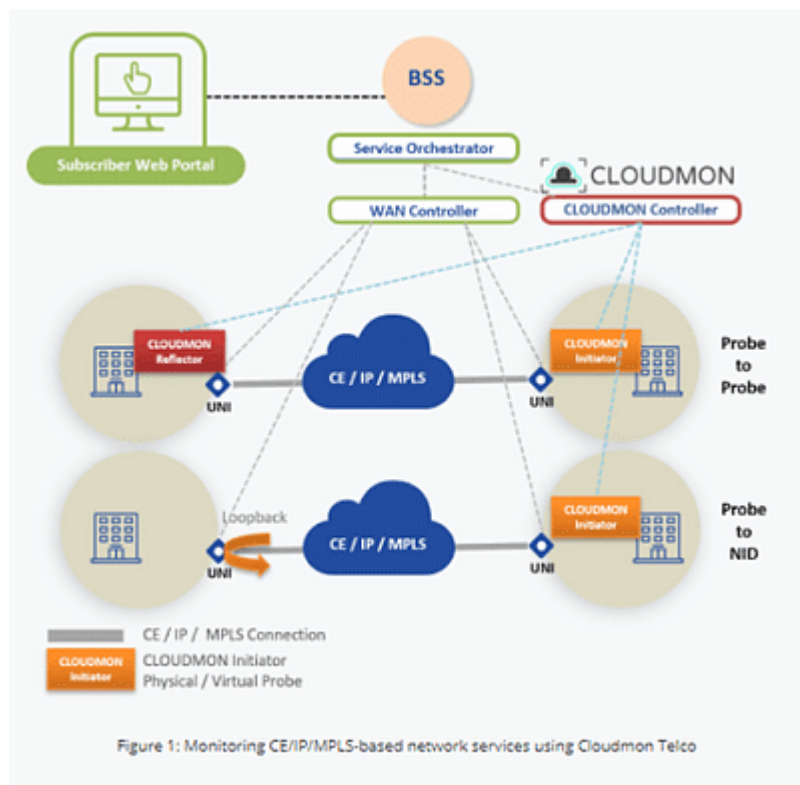 BSS
Subscriber Web Portal
Service Orchestrator
CLOUDMON
WAN Controller
CLOUDMON Controller
CLOUDMON
Reflector
CLOUDMON
Initiator
CE / IP / MPLS
UNI
UNI
Probe
to
Probe
CLOUDMON
Initiator
Loopback
CE / IP / MPLS
UNI
UNI
Probe
to
NID
CE / IP / MPLS Connection
CLOUDMON
Initiator
CLOUDMON Initiator
Physical / Virtual Probe
Figure 1: Monitoring CE/IP/MPLS-based network services using Cloudmon Telco